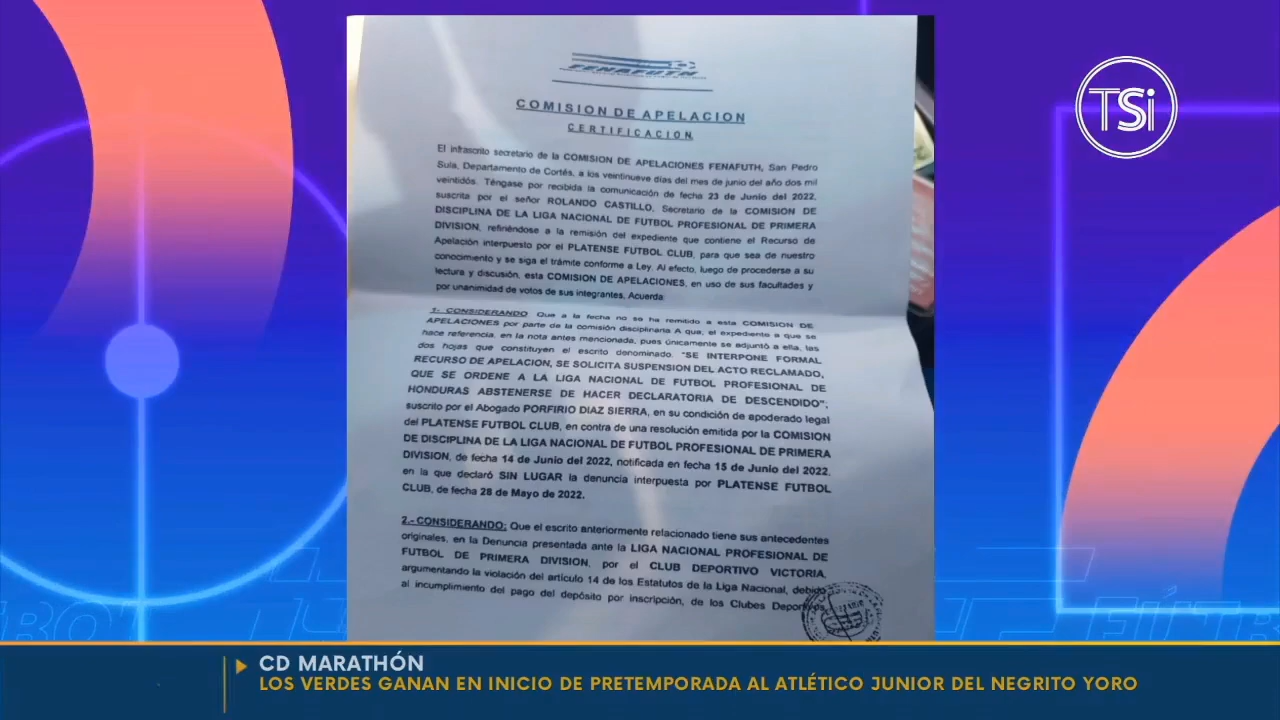 FENAFUTH
COMISION DE APELACION
CERTIFICACION
El infrascrito secretario de la COMISION DE APELACIONES FENAFUTH, San Pedro
Sula, Departamento de Cortés, a los veintinueve días del mes de junio del año dos mil
veintidós. Téngase por recibida la comunicación de fecha 23 de Junio del 2022,
suscrita por el señor ROLANDO CASTILLO, Secretario de la COMISION DE
DISCIPLINA DE LA LIGA NACIONAL DE FUTBOL PROFESIONAL DE PRIMERA
DIVISION, refiriéndose a la remisión del expediente que contiene el Recurso de
Apelación interpuesto por el PLATENSE FUTBOL CLUB, para que sea de nuestro
conocimiento y se siga el trámite conforme a Ley. Al efecto, luego de procederse a su
lectura y discusión, esta COMISION DE APELACIONES, en uso de sus facultades y
por unanimidad de votos de sus integrantes, Acuerda:
1- CONSIDERANDO Que a la fecha no se ha remitido a esta COMISION DE
APELACIONES por parte de la comisión disciplinaria A que, el expediente a que se
hace referencia, en la nota antes mencionada, pues únicamente se adjuntó a ella, las
dos hojas que constituyen el escrito denominado. "SE INTERPONE FORMAL
RECURSO DE APELACION, SE SOLICITA SUSPENSION DEL ACTO RECLAMADO,
QUE SE ORDENE A LA LIGA NACIONAL DE FUTBOL PROFESIONAL DE
HONDURAS ABSTENERSE DE HACER DECLARATORIA DE DESCENDIDO";
suscrito por el Abogado PORFIRIO DIAZ SIERRA, en su condición de apoderado legal
del PLATENSE FUTBOL CLUB, en contra de una resolución emitida por la COMISION
DE DISCIPLINA DE LA LIGA NACIONAL DE FUTBOL PROFESIONAL DE PRIMERA
DIVISION, de fecha 14 de Junio del 2022, notificada en fecha 15 de Junio del 2022,
en la que declaró SIN LUGAR la denuncia interpuesta por PLATENSE FUTBOL
CLUB, de fecha 28 de Mayo de 2022.
2.- CONSIDERANDO; Que el escrito anteriormente relacionado tiene sus antecedentes
originales, en la Denuncia presentada ante la LIGA NACIONAL PROFESIONAL DE
FUTBOL DE PRIMERA DIVISION, por el CLUB DEPORTIVO VICTORIA,
argumentando la violación del artículo 14 de los Estatutos de la Liga Nacional, debido
al incumplimiento del pago del depósito por inscripción, de los Clubes Deportivos
TSi
CD MARATHÓN
LOS VERDES GANAN EN INICIO DE PRETEMPORADA AL ATLÉTICO JUNIOR DEL NEGRITO YORO